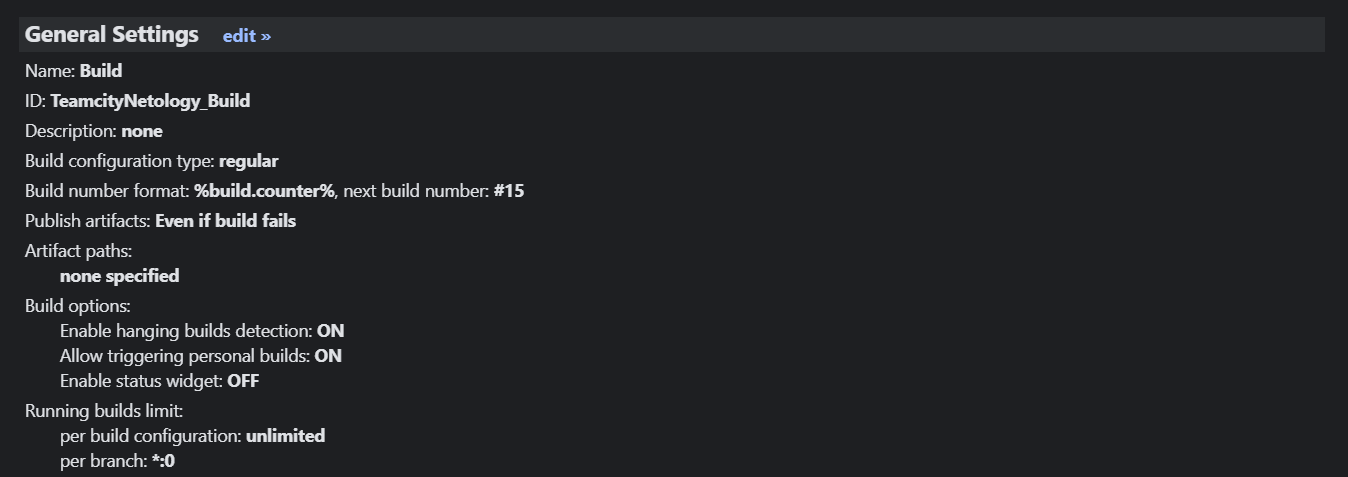 General Settings edit »
Name: Build
ID: TeamcityNetology_Build
Description: none
Build configuration type: regular
Build number format: %build.counter%, next build number: #15
Publish artifacts: Even if build fails
Artifact paths:
none specified
Build options:
Enable hanging builds detection: ON
Allow triggering personal builds: ON
Enable status widget: OFF
Running builds limit:
per build configuration: unlimited
per branch: *:0